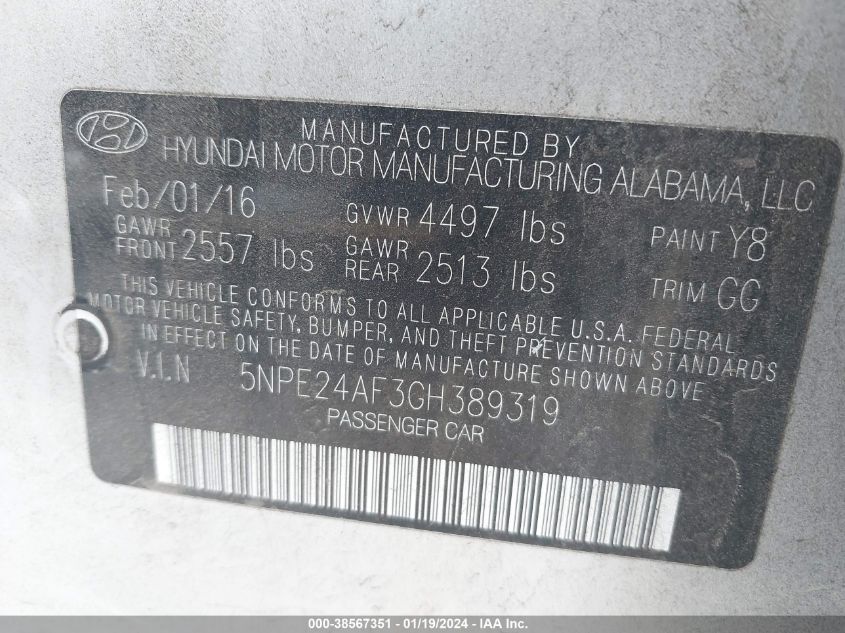 MANUFACTURED BY
HYUNDAI MOTOR MANUFACTURING ALABAMA, LLC
Feb/01/16 GVWR 4497 lbs PAINT Y8
GAWR FRONT 2557 lbs GAWR REAR 2513 lbs TRIM GG
THIS VEHICLE CONFORMS TO ALL APPLICABLE U.S.A. FEDERAL
MOTOR VEHICLE SAFETY, BUMPER, AND THEFT PREVENTION STANDARDS
IN EFFECT ON THE DATE OF MANUFACTURE SHOWN ABOVE
V.I.N 5NPE24AF3GH389319
PASSENGER CAR
000-38567351 - 01/19/2024 - IAA Inc.